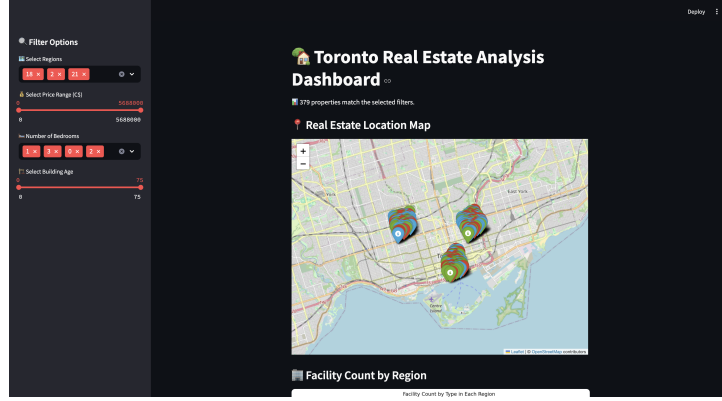 Deploy
Filter Options
Select Regions
18 × 2 × 21 ×
Select Price Range (C$)
0 5688000
0 5688000
Number of Bedrooms
1 × 3 × 0 × 2 ×
Select Building Age
0 75
0 75
Toronto Real Estate Analysis
Dashboard
379 properties match the selected filters.
Real Estate Location Map
+
−
York
East York
Centre
Island
Leaflet | © OpenStreetMap contributors
Facility Count by Region
Facility Count by Type in Each Region